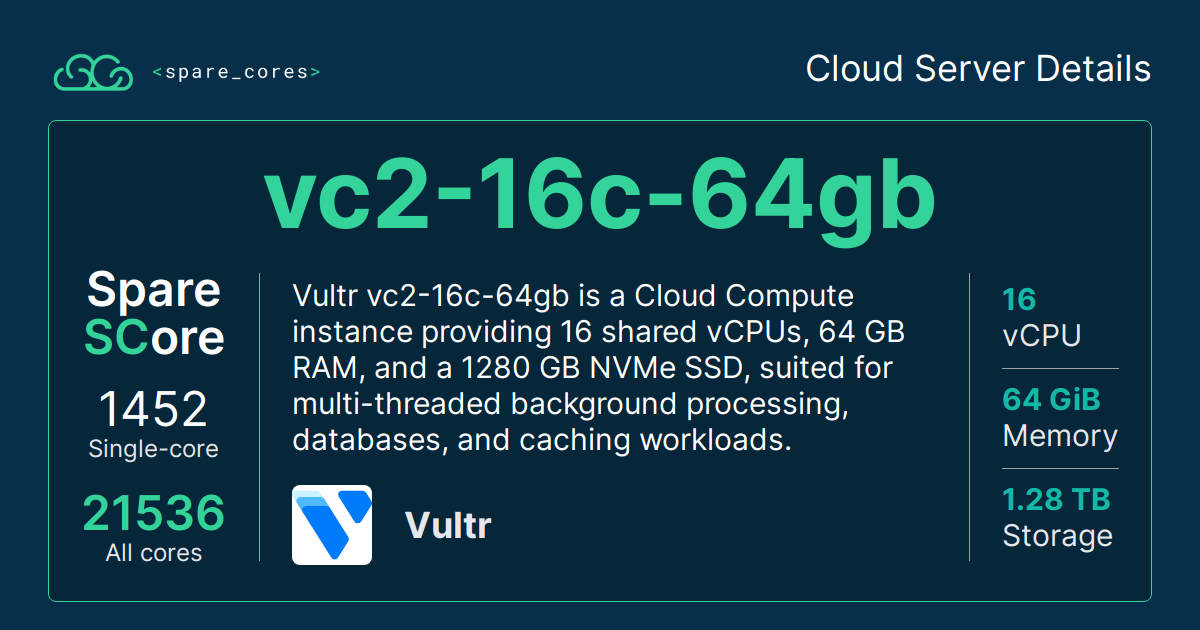 <spare_cores>
Cloud Server Details
vc2-16c-64gb
Spare
SCore
1452
Single-core
21536
All cores
Vultr vc2-16c-64gb is a Cloud Compute
instance providing 16 shared vCPUs, 64 GB
RAM, and a 1280 GB NVMe SSD, suited for
multi-threaded background processing,
databases, and caching workloads.
Vultr
16
vCPU
64 GiB
Memory
1.28 TB
Storage